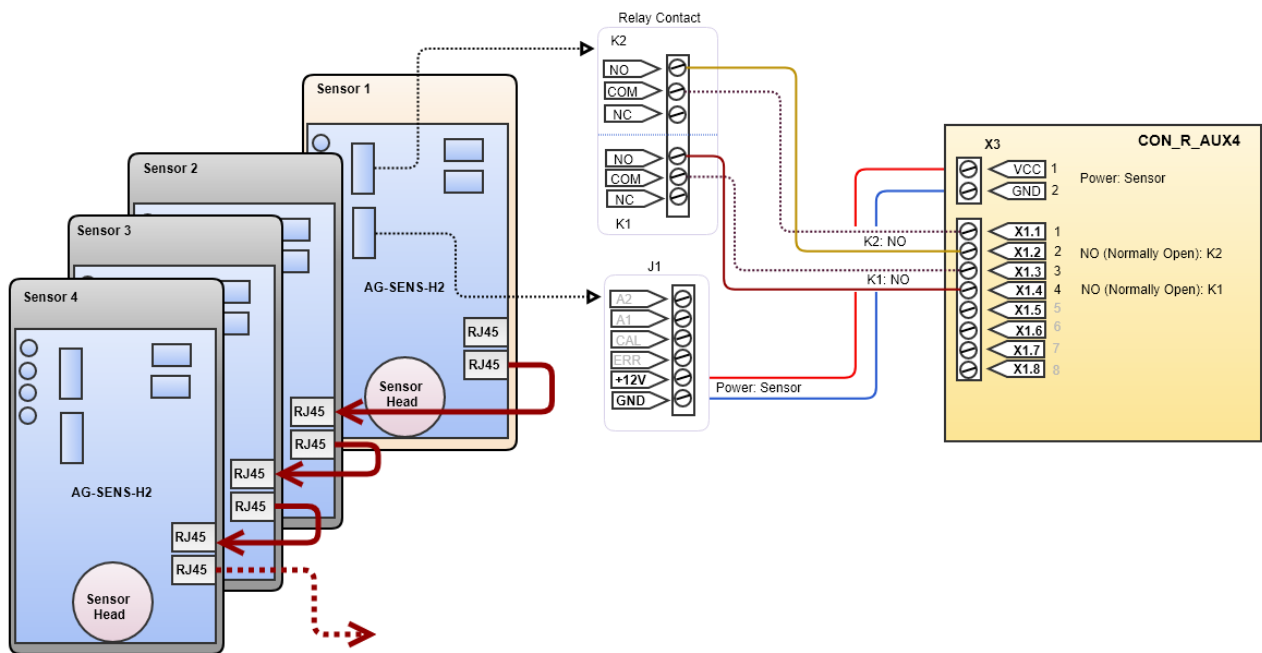 Relay Contact
K2
NO
COM
NC
NO
COM
NC
K1
Sensor 1
AG-SENS-H2
RJ45
RJ45
Sensor
Head
Sensor 2
RJ45
RJ45
Sensor 3
RJ45
RJ45
Sensor 4
AG-SENS-H2
RJ45
RJ45
Sensor
Head
J1
A2
A1
CAL
ERR
+12V
GND
Power: Sensor
K2: NO
K1: NO
CON_R_AUX4
X3
VCC 1
GND 2
Power: Sensor
X1.1 1
X1.2 2 NO (Normally Open): K2
X1.3 3
X1.4 4 NO (Normally Open): K1
X1.5 5
X1.6 6
X1.7 7
X1.8 8